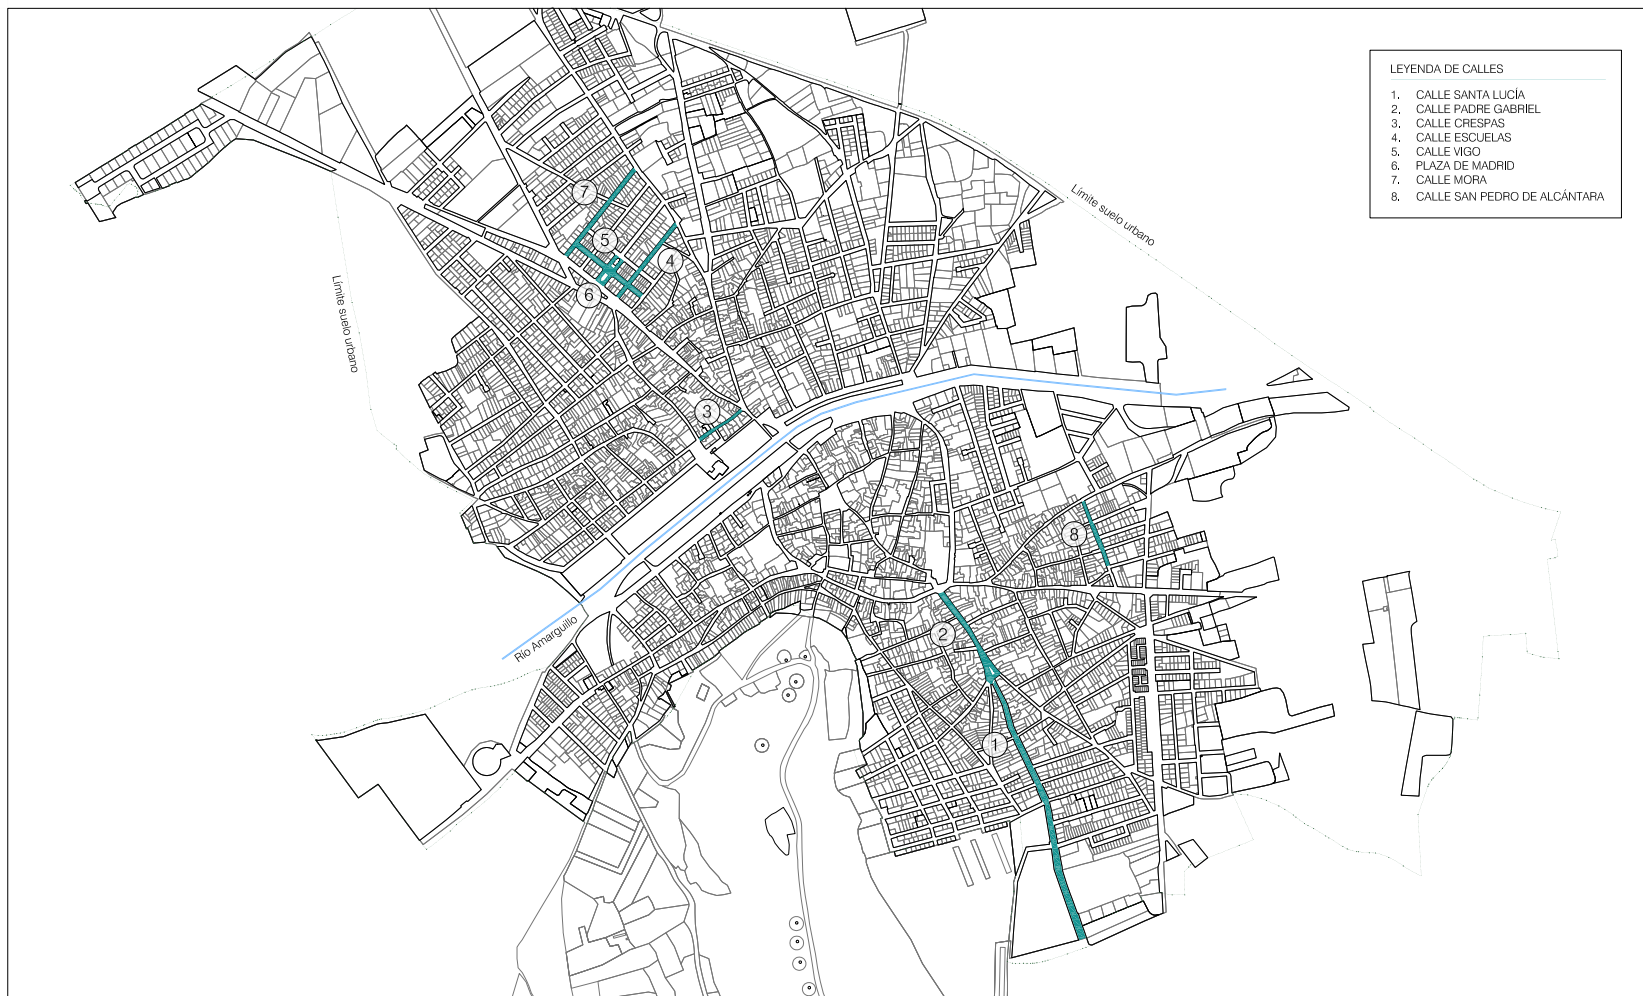 LEYENDA DE CALLES
1. CALLE SANTA LUCÍA
2. CALLE PADRE GABRIEL
3. CALLE CRESPAS
4. CALLE ESCUELAS
5. CALLE VIGO
6. PLAZA DE MADRID
7. CALLE MORA
8. CALLE SAN PEDRO DE ALCÁNTARA
Límite suelo urbano
7
5
4
6
Límite suelo urbano
3
8
2
Río Amarguillo
1